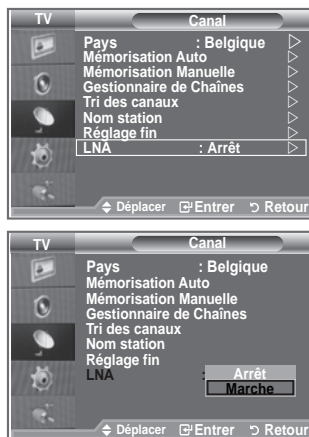 TV Canal
Pays : Belgique
Mémorisation Auto
Mémorisation Manuelle
Gestionnaire de Chaînes
Tri des canaux
Nom station
Réglage fin
LNA : Arrêt
Déplacer Entrer Retour
TV Canal
Pays : Belgique
Mémorisation Auto
Mémorisation Manuelle
Gestionnaire de Chaînes
Tri des canaux
Nom station
Réglage fin
LNA : Arrêt
Marche
Déplacer Entrer Retour